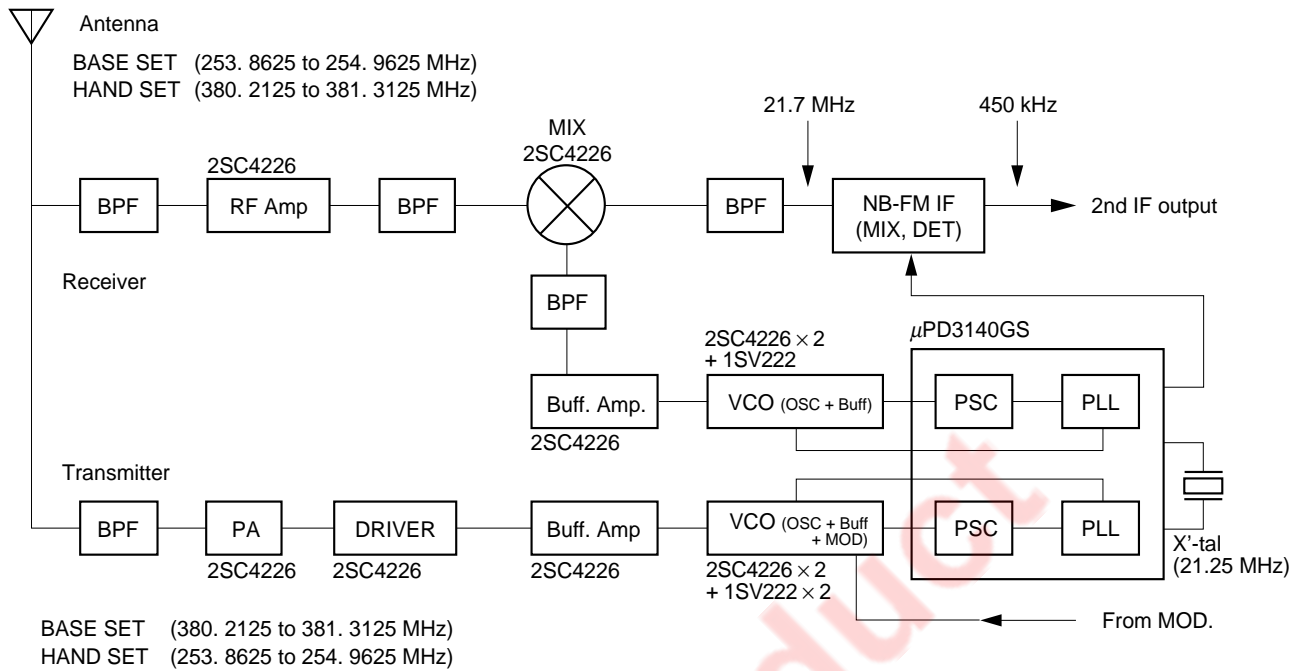 Antenna
BASE SET (253. 8625 to 254. 9625 MHz)
HAND SET (380. 2125 to 381. 3125 MHz)
21.7 MHz
450 kHz
MIX
2SC4226
2SC4226
BPF
RF Amp
BPF
BPF
NB-FM IF
(MIX, DET)
2nd IF output
Receiver
BPF
µPD3140GS
2SC4226 × 2
+ 1SV222
Buff. Amp.
VCO (OSC + Buff)
PSC
PLL
2SC4226
Transmitter
BPF
PA
DRIVER
Buff. Amp
VCO (OSC + Buff
+ MOD)
PSC
PLL
X'-tal
(21.25 MHz)
2SC4226
2SC4226
2SC4226
2SC4226 × 2
+ 1SV222 × 2
From MOD.
BASE SET (380. 2125 to 381. 3125 MHz)
HAND SET (253. 8625 to 254. 9625 MHz)
duct